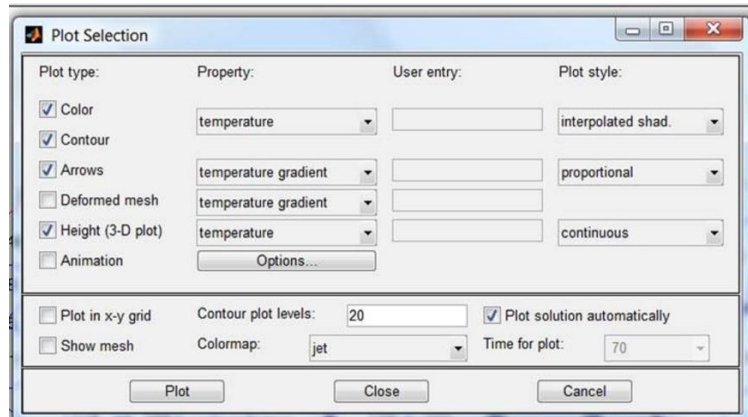 Plot Selection
Plot type: Property: User entry: Plot style:
Color
temperature interpolated shad.
Contour
Arrows temperature gradient proportional
Deformed mesh temperature gradient
Height (3-D plot) temperature continuous
Animation Options...
Plot in x-y grid Contour plot levels: 20 Plot solution automatically
Show mesh Colormap: jet Time for plot: 70
Plot Close Cancel